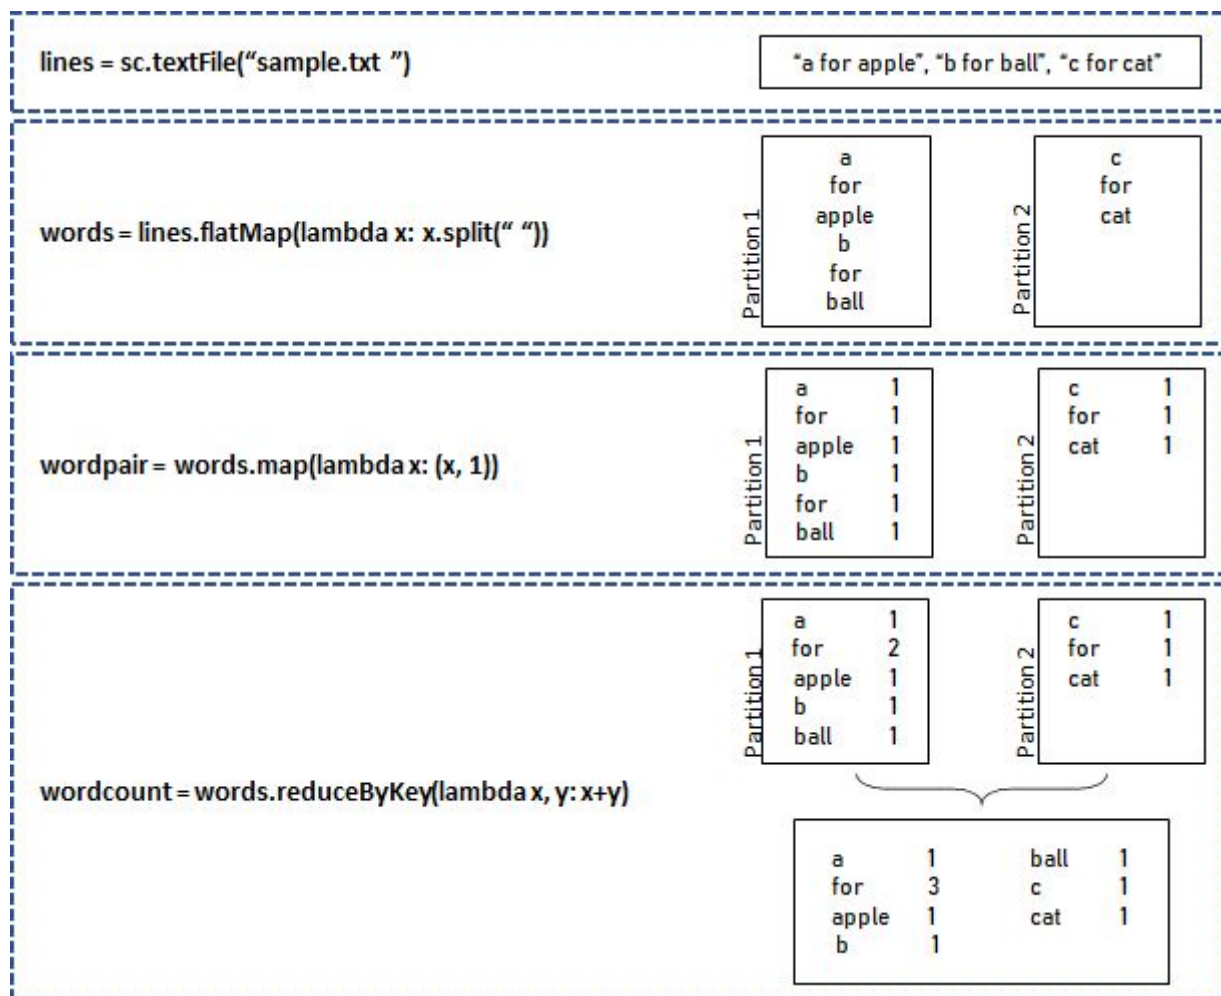 lines = sc.textFile(“sample.txt ”)
“a for apple”, “b for ball”, “c for cat”
words = lines.flatMap(lambda x: x.split(“ “))
Partition 1
a
for
apple
b
for
ball
Partition 2
c
for
cat
wordpair = words.map(lambda x: (x, 1))
Partition 1
a 1
for 1
apple 1
b 1
for 1
ball 1
Partition 2
c 1
for 1
cat 1
wordcount = words.reduceByKey(lambda x, y: x+y)
Partition 1
a 1
for 2
apple 1
b 1
ball 1
Partition 2
c 1
for 1
cat 1
a 1 ball 1
for 3 c 1
apple 1 cat 1
b 1